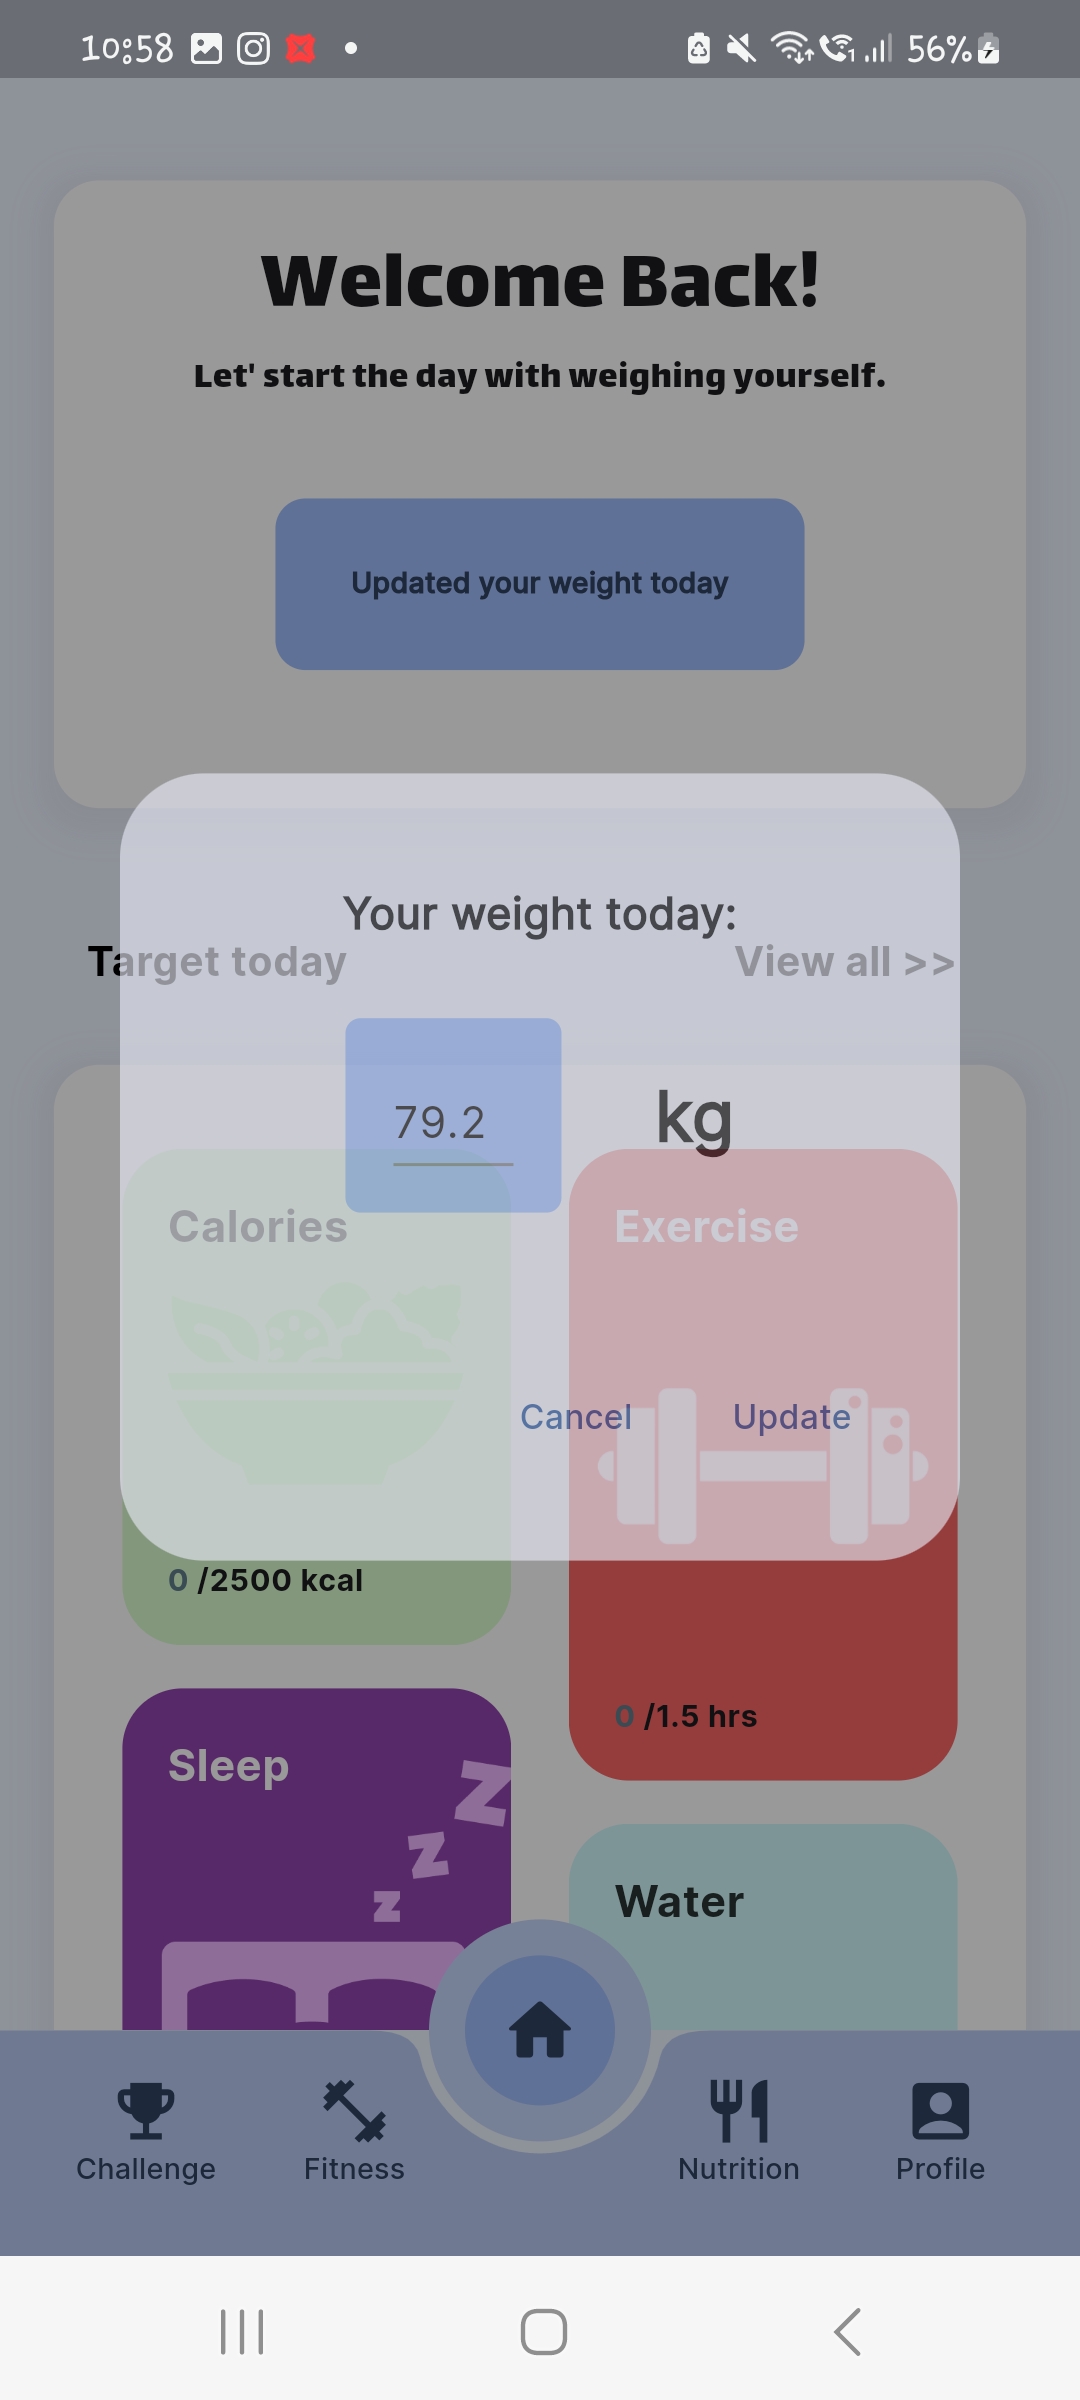 10:58
56%
Welcome Back!
Let' start the day with weighing yourself.
Updated your weight today
Your weight today:
Target today
View all >>
79.2
kg
Calories
Exercise
Cancel
Update
0 /2500 kcal
0 /1.5 hrs
Sleep
z
z
z
Water
Challenge
Fitness
Nutrition
Profile